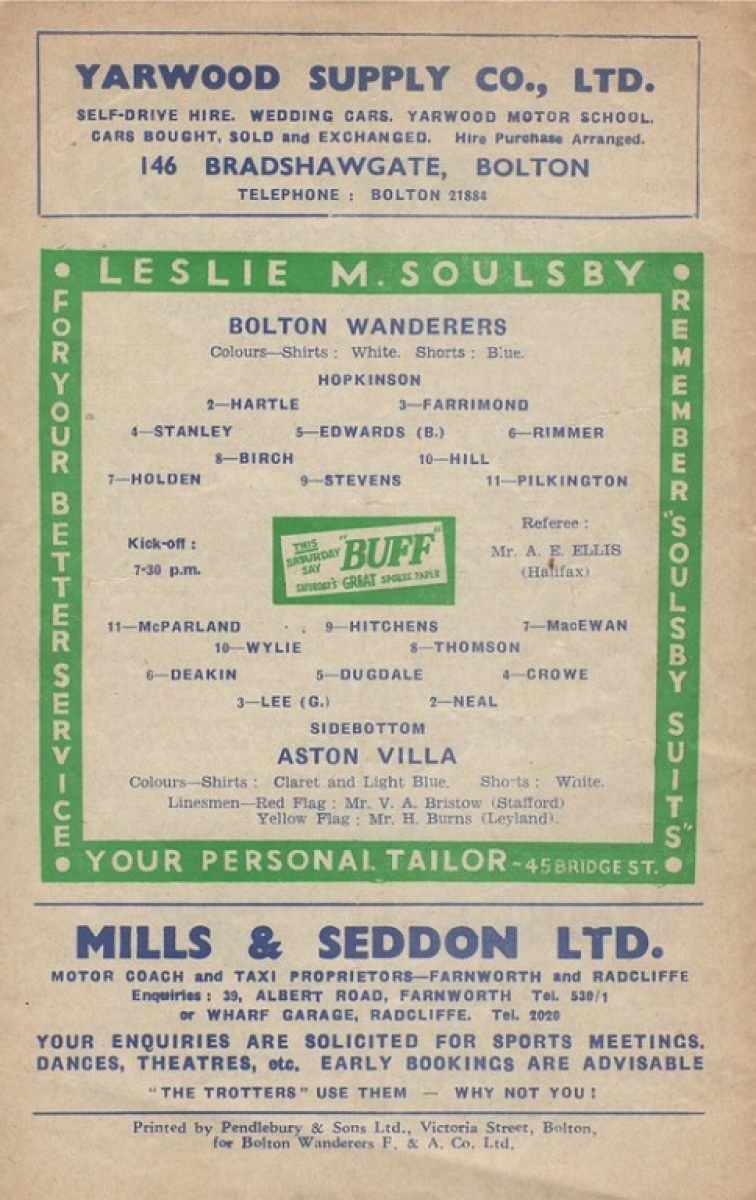 YARWOOD SUPPLY CO., LTD.
SELF-DRIVE HIRE. WEDDING CARS. YARWOOD MOTOR SCHOOL.
CARS BOUGHT, SOLD and EXCHANGED. Hire Purchase Arranged.
146 BRADSHAWGATE, BOLTON
TELEPHONE : BOLTON 21884
LESLIE M. SOULSBY
FOR YOUR BETTER SERVICE
REMEMBER "SOULSBY SUITS"
BOLTON WANDERERS
Colours—Shirts : White. Shorts : Blue.
HOPKINSON
2—HARTLE 3—FARRIMOND
4—STANLEY 5—EDWARDS (B.) 6—RIMMER
8—BIRCH 10—HILL
7—HOLDEN 9—STEVENS 11—PILKINGTON
Kick-off :
7-30 p.m.
THIS
SATURDAY
SAY
"BUFF"
SATURDAY'S GREAT SPORTS PAPER
Referee :
Mr. A. E. ELLIS
(Halifax)
11—McPARLAND 9—HITCHENS 7—MacEWAN
10—WYLIE 8—THOMSON
6—DEAKIN 5—DUGDALE 4—CROWE
3—LEE (G.) 2—NEAL
SIDEBOTTOM
ASTON VILLA
Colours—Shirts : Claret and Light Blue. Shorts : White.
Linesmen—Red Flag : Mr. V. A. Bristow (Stafford)
Yellow Flag : Mr. H. Burns (Leyland).
YOUR PERSONAL TAILOR - 45 BRIDGE ST.
MILLS & SEDDON LTD.
MOTOR COACH and TAXI PROPRIETORS—FARNWORTH and RADCLIFFE
Enquiries : 39, ALBERT ROAD, FARNWORTH Tel. 530/1
or WHARF GARAGE, RADCLIFFE. Tel. 2020
YOUR ENQUIRIES ARE SOLICITED FOR SPORTS MEETINGS.
DANCES, THEATRES, etc. EARLY BOOKINGS ARE ADVISABLE
"THE TROTTERS" USE THEM — WHY NOT YOU !
Printed by Pendlebury & Sons Ltd., Victoria Street, Bolton,
for Bolton Wanderers F. & A. Co. Ltd.